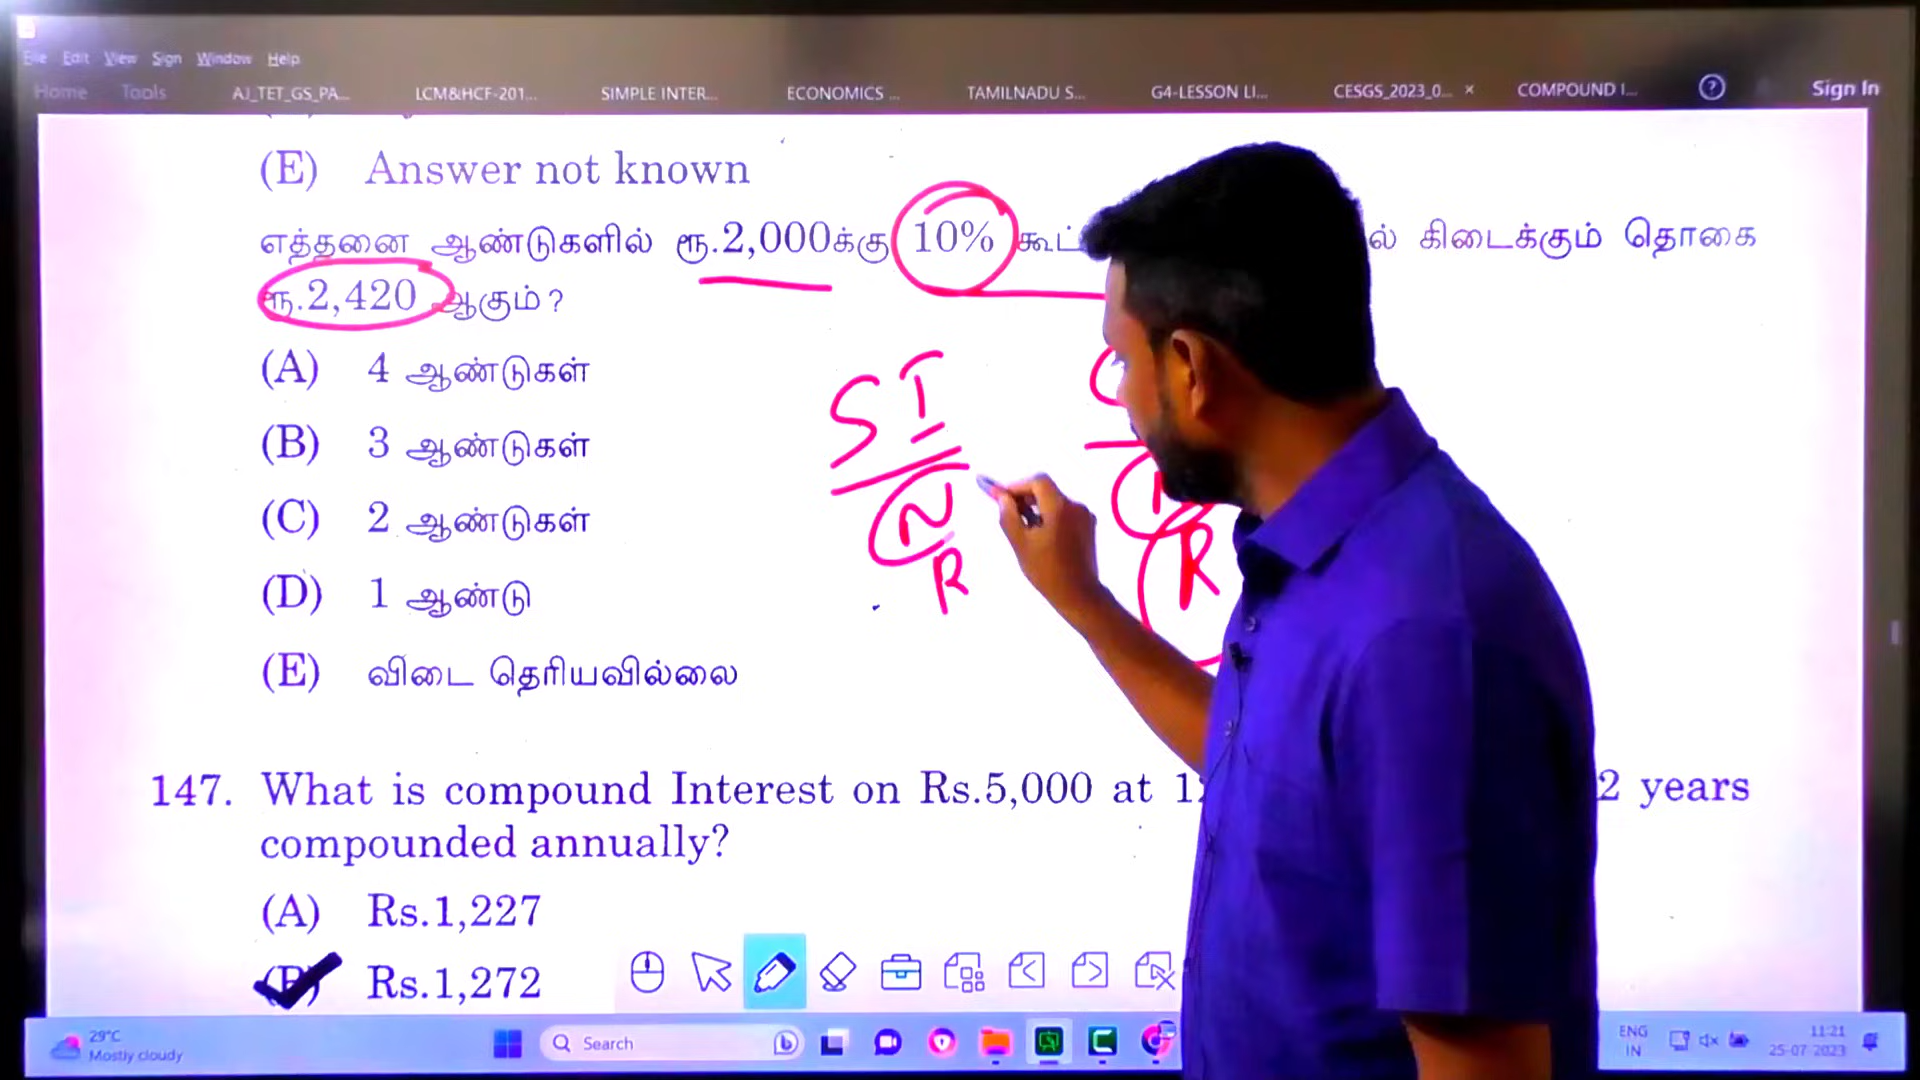 File Edit View Sign Window Help
Home Tools AJ_TET_GS_PA... LCM&HCF-201... SIMPLE INTER... ECONOMICS ... TAMILNADU S... G4-LESSON LI... CESGS_2023_0... × COMPOUND I... ? Sign In
(E) Answer not known
எத்தனை ஆண்டுகளில் ரூ.2,000க்கு 10% கூட் ல் கிடைக்கும் தொகை
ரூ.2,420 ஆகும்?
(A) 4 ஆண்டுகள்
(B) 3 ஆண்டுகள்
(C) 2 ஆண்டுகள்
(D) 1 ஆண்டு
(E) விடை தெரியவில்லை
SI
N
R
R
147. What is compound Interest on Rs.5,000 at 2 years
compounded annually?
(A) Rs.1,227
(B) Rs.1,272
29°C
Mostly cloudy
Search
ENG
IN
11:21
25-07-2023